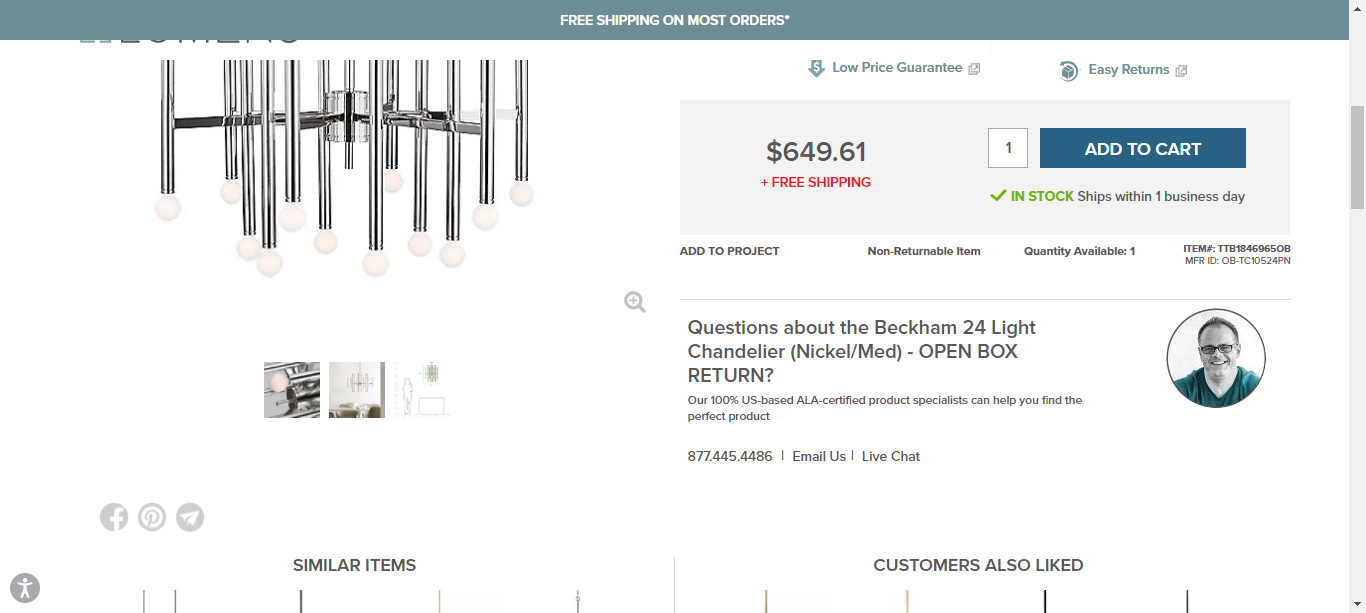 FREE SHIPPING ON MOST ORDERS*
LUMENS
Low Price Guarantee
Easy Returns
$649.61
+ FREE SHIPPING
1
ADD TO CART
IN STOCK Ships within 1 business day
ADD TO PROJECT
Non-Returnable Item
Quantity Available: 1
ITEM#: TTB1846965OB
MFR ID: OB-TC10524PN
Questions about the Beckham 24 Light
Chandelier (Nickel/Med) - OPEN BOX
RETURN?
Our 100% US-based ALA-certified product specialists can help you find the
perfect product
877.445.4486 | Email Us | Live Chat
SIMILAR ITEMS
CUSTOMERS ALSO LIKED